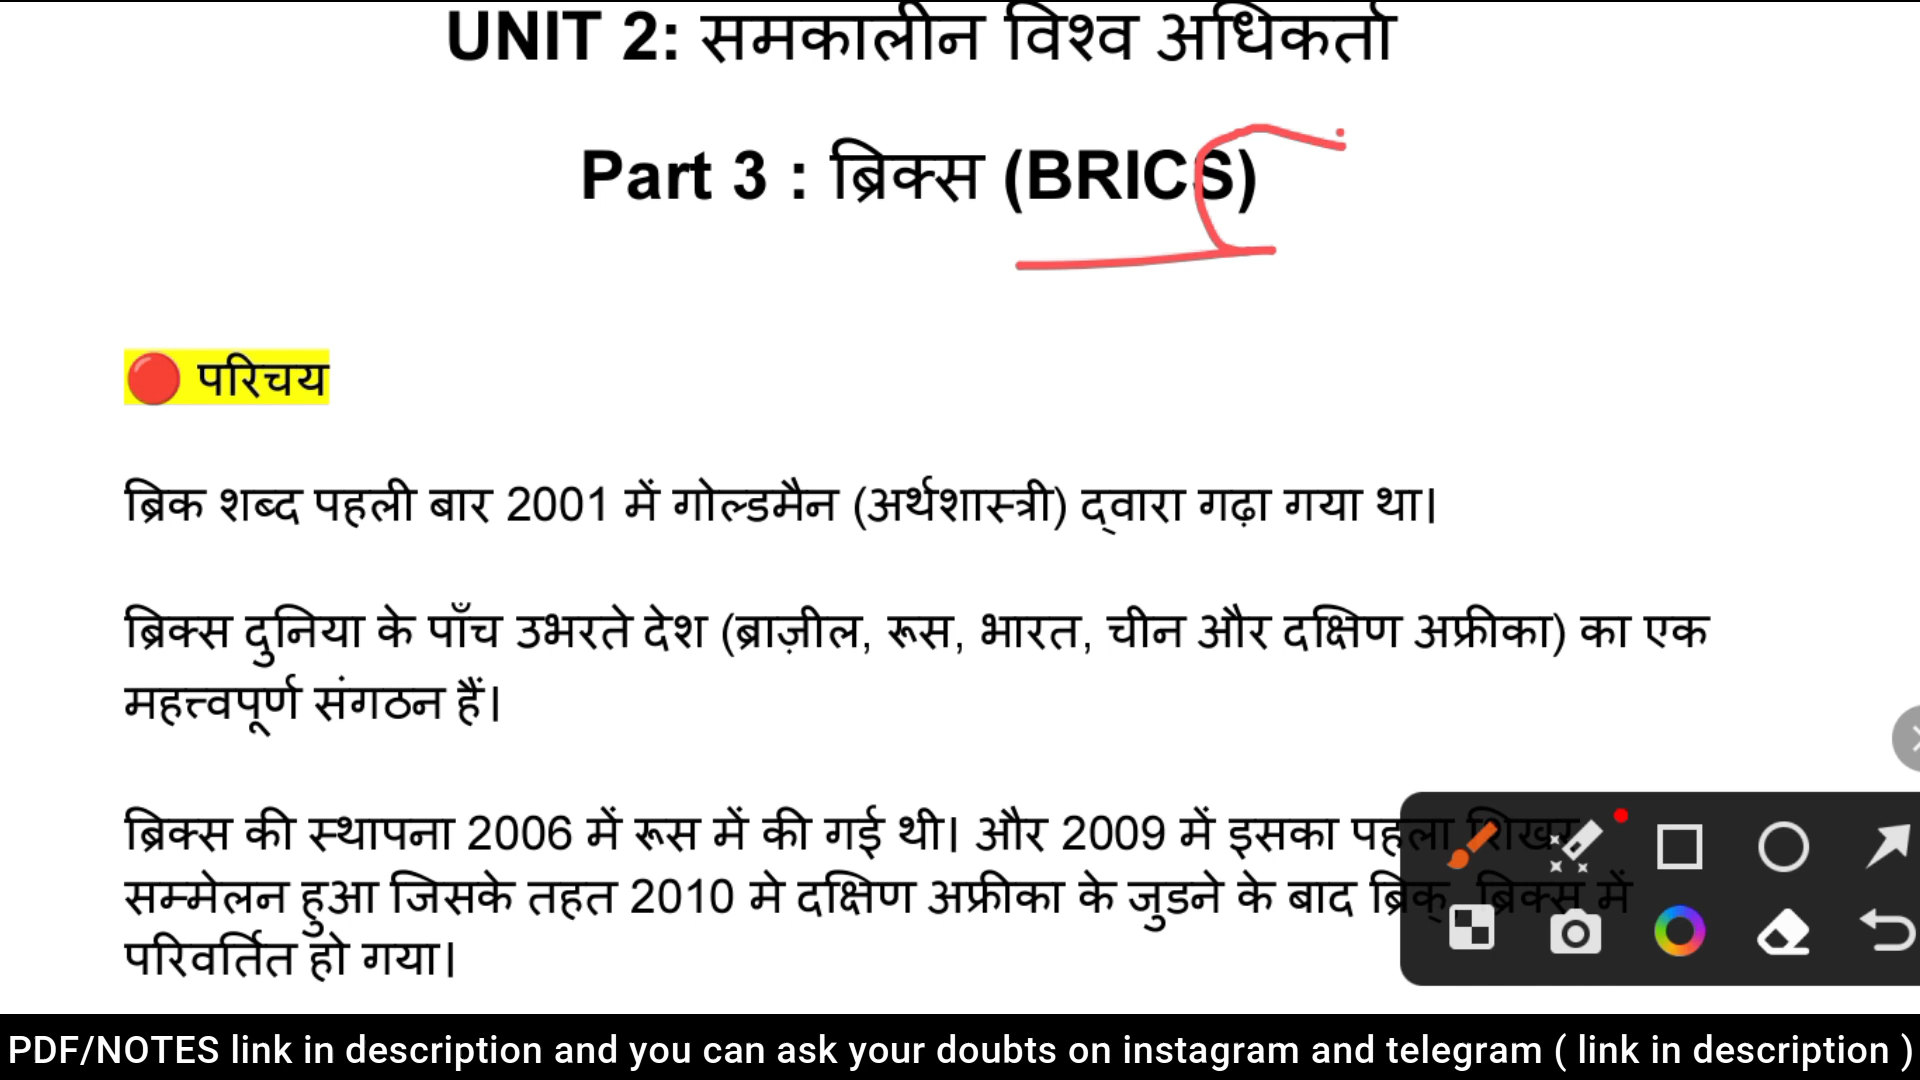 UNIT 2: समकालीन विश्व अधिकर्ता
Part 3 : ब्रिक्स (BRICS)
परिचय
ब्रिक शब्द पहली बार 2001 में गोल्डमैन (अर्थशास्त्री) द्वारा गढ़ा गया था।
ब्रिक्स दुनिया के पाँच उभरते देश (ब्राज़ील, रूस, भारत, चीन और दक्षिण अफ्रीका) का एक
महत्त्वपूर्ण संगठन हैं।
ब्रिक्स की स्थापना 2006 में रूस में की गई थी। और 2009 में इसका पहला शिखर
सम्मेलन हुआ जिसके तहत 2010 मे दक्षिण अफ्रीका के जुडने के बाद ब्रिक्, ब्रिक्स में
परिवर्तित हो गया।
PDF/NOTES link in description and you can ask your doubts on instagram and telegram ( link in description )